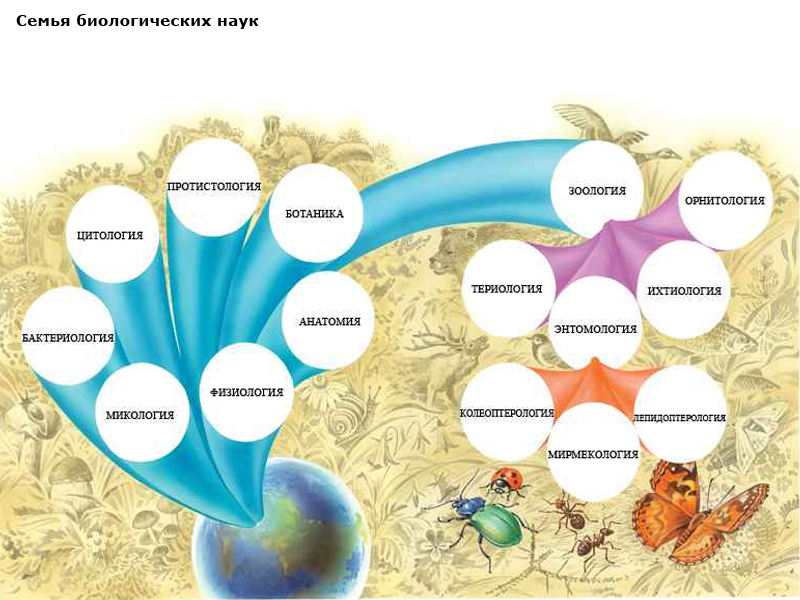 Семья биологических наук
ПРОТИСТОЛОГИЯ
ЦИТОЛОГИЯ
БОТАНИКА
БАКТЕРИОЛОГИЯ
АНАТОМИЯ
МИКОЛОГИЯ
ФИЗИОЛОГИЯ
ЗООЛОГИЯ
ОРНИТОЛОГИЯ
ТЕРИОЛОГИЯ
ИХТИОЛОГИЯ
ЭНТОМОЛОГИЯ
КОЛЕОПТЕРОЛОГИЯ
ЛЕПИДОПТЕРОЛОГИЯ
МИРМЕКОЛОГИЯ